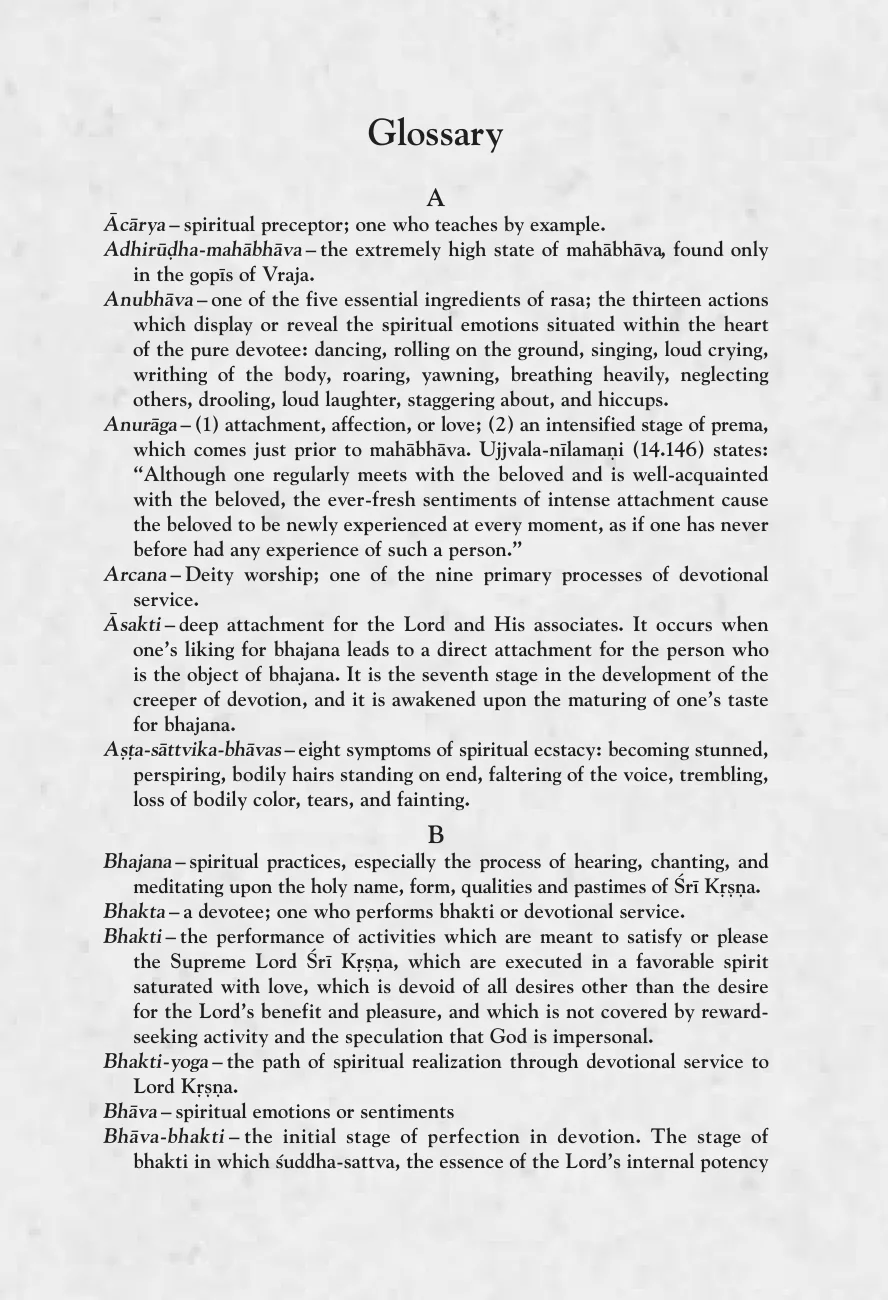 Glossary
A
Ācārya – spiritual preceptor; one who teaches by example.
Adhirūḍha-mahābhāva – the extremely high state of mahābhāva, found only
in the gopīs of Vraja.
Anubhāva – one of the five essential ingredients of rasa; the thirteen actions
which display or reveal the spiritual emotions situated within the heart
of the pure devotee: dancing, rolling on the ground, singing, loud crying,
writhing of the body, roaring, yawning, breathing heavily, neglecting
others, drooling, loud laughter, staggering about, and hiccups.
Anurāga – (1) attachment, affection, or love; (2) an intensified stage of prema,
which comes just prior to mahābhāva. Ujjvala-nīlamaṇi (14.146) states:
“Although one regularly meets with the beloved and is well-acquainted
with the beloved, the ever-fresh sentiments of intense attachment cause
the beloved to be newly experienced at every moment, as if one has never
before had any experience of such a person.”
Arcana – Deity worship; one of the nine primary processes of devotional
service.
Āsakti – deep attachment for the Lord and His associates. It occurs when
one’s liking for bhajana leads to a direct attachment for the person who
is the object of bhajana. It is the seventh stage in the development of the
creeper of devotion, and it is awakened upon the maturing of one’s taste
for bhajana.
Aṣṭa-sāttvika-bhāvas – eight symptoms of spiritual ecstacy: becoming stunned,
perspiring, bodily hairs standing on end, faltering of the voice, trembling,
loss of bodily color, tears, and fainting.
B
Bhajana – spiritual practices, especially the process of hearing, chanting, and
meditating upon the holy name, form, qualities and pastimes of Śrī Kṛṣṇa.
Bhakta – a devotee; one who performs bhakti or devotional service.
Bhakti – the performance of activities which are meant to satisfy or please
the Supreme Lord Śrī Kṛṣṇa, which are executed in a favorable spirit
saturated with love, which is devoid of all desires other than the desire
for the Lord’s benefit and pleasure, and which is not covered by reward-
seeking activity and the speculation that God is impersonal.
Bhakti-yoga – the path of spiritual realization through devotional service to
Lord Kṛṣṇa.
Bhāva – spiritual emotions or sentiments
Bhāva-bhakti – the initial stage of perfection in devotion. The stage of
bhakti in which śuddha-sattva, the essence of the Lord’s internal potency